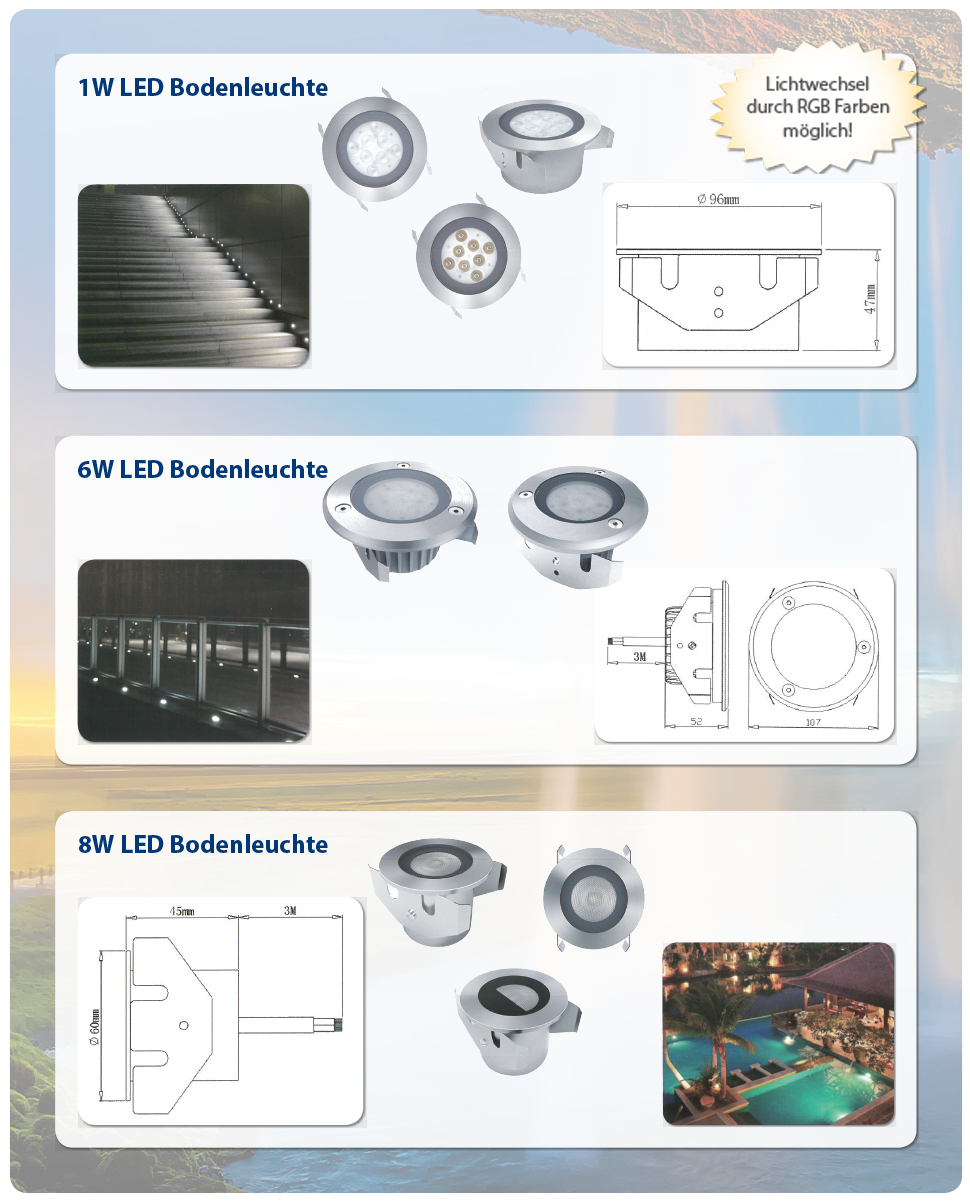 1W LED Bodenleuchte
Lichtwechsel
durch RGB Farben
möglich!
Ø 96mm
47mm
6W LED Bodenleuchte
3M
52
107
8W LED Bodenleuchte
45mm
3M
Ø 60mm